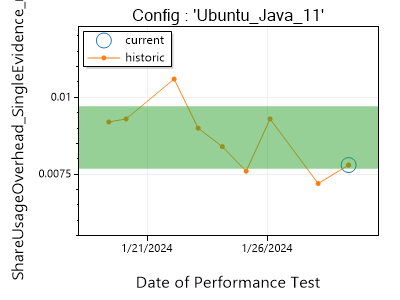 Config : 'Ubuntu_Java_11'
current
historic
ShareUsageOverhead_SingleEvidence_
0.01
0.0075
1/21/2024
1/26/2024
Date of Performance Test